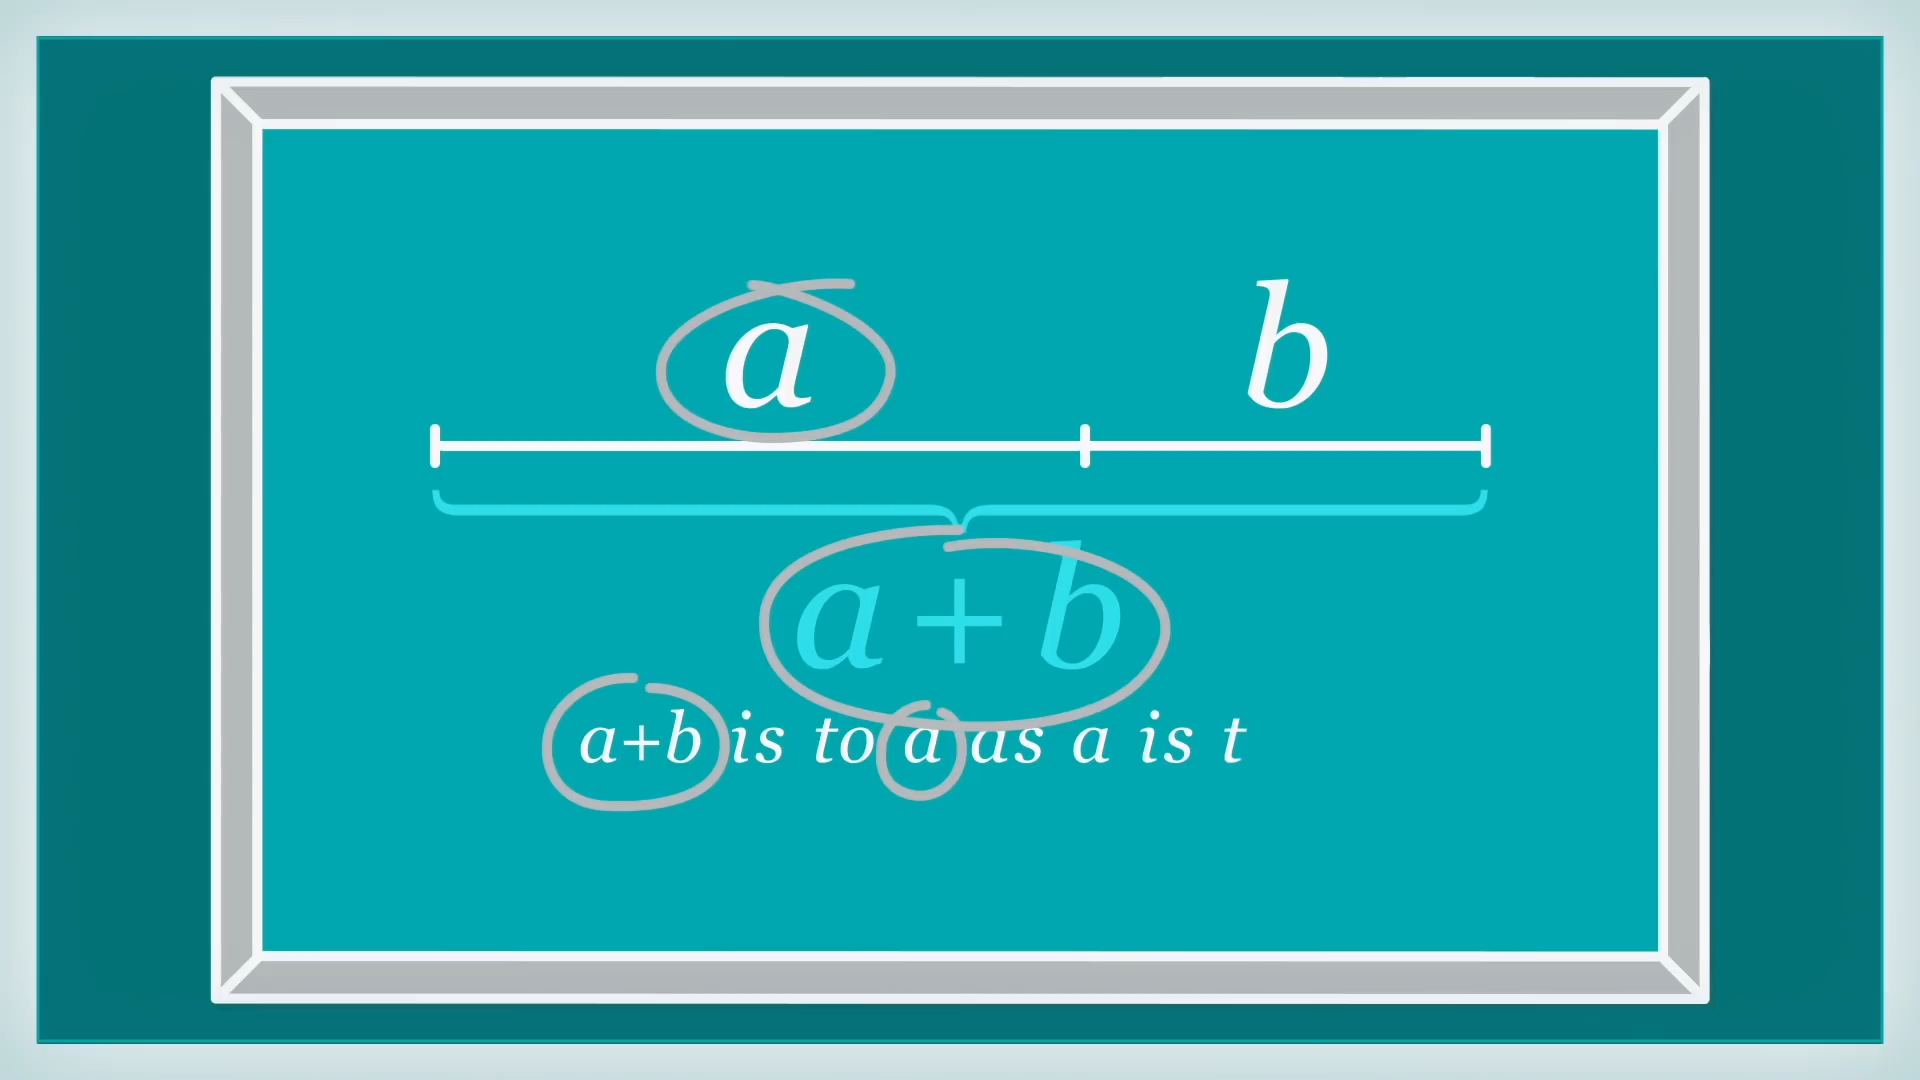 a b
a + b
a+b is to a as a is t